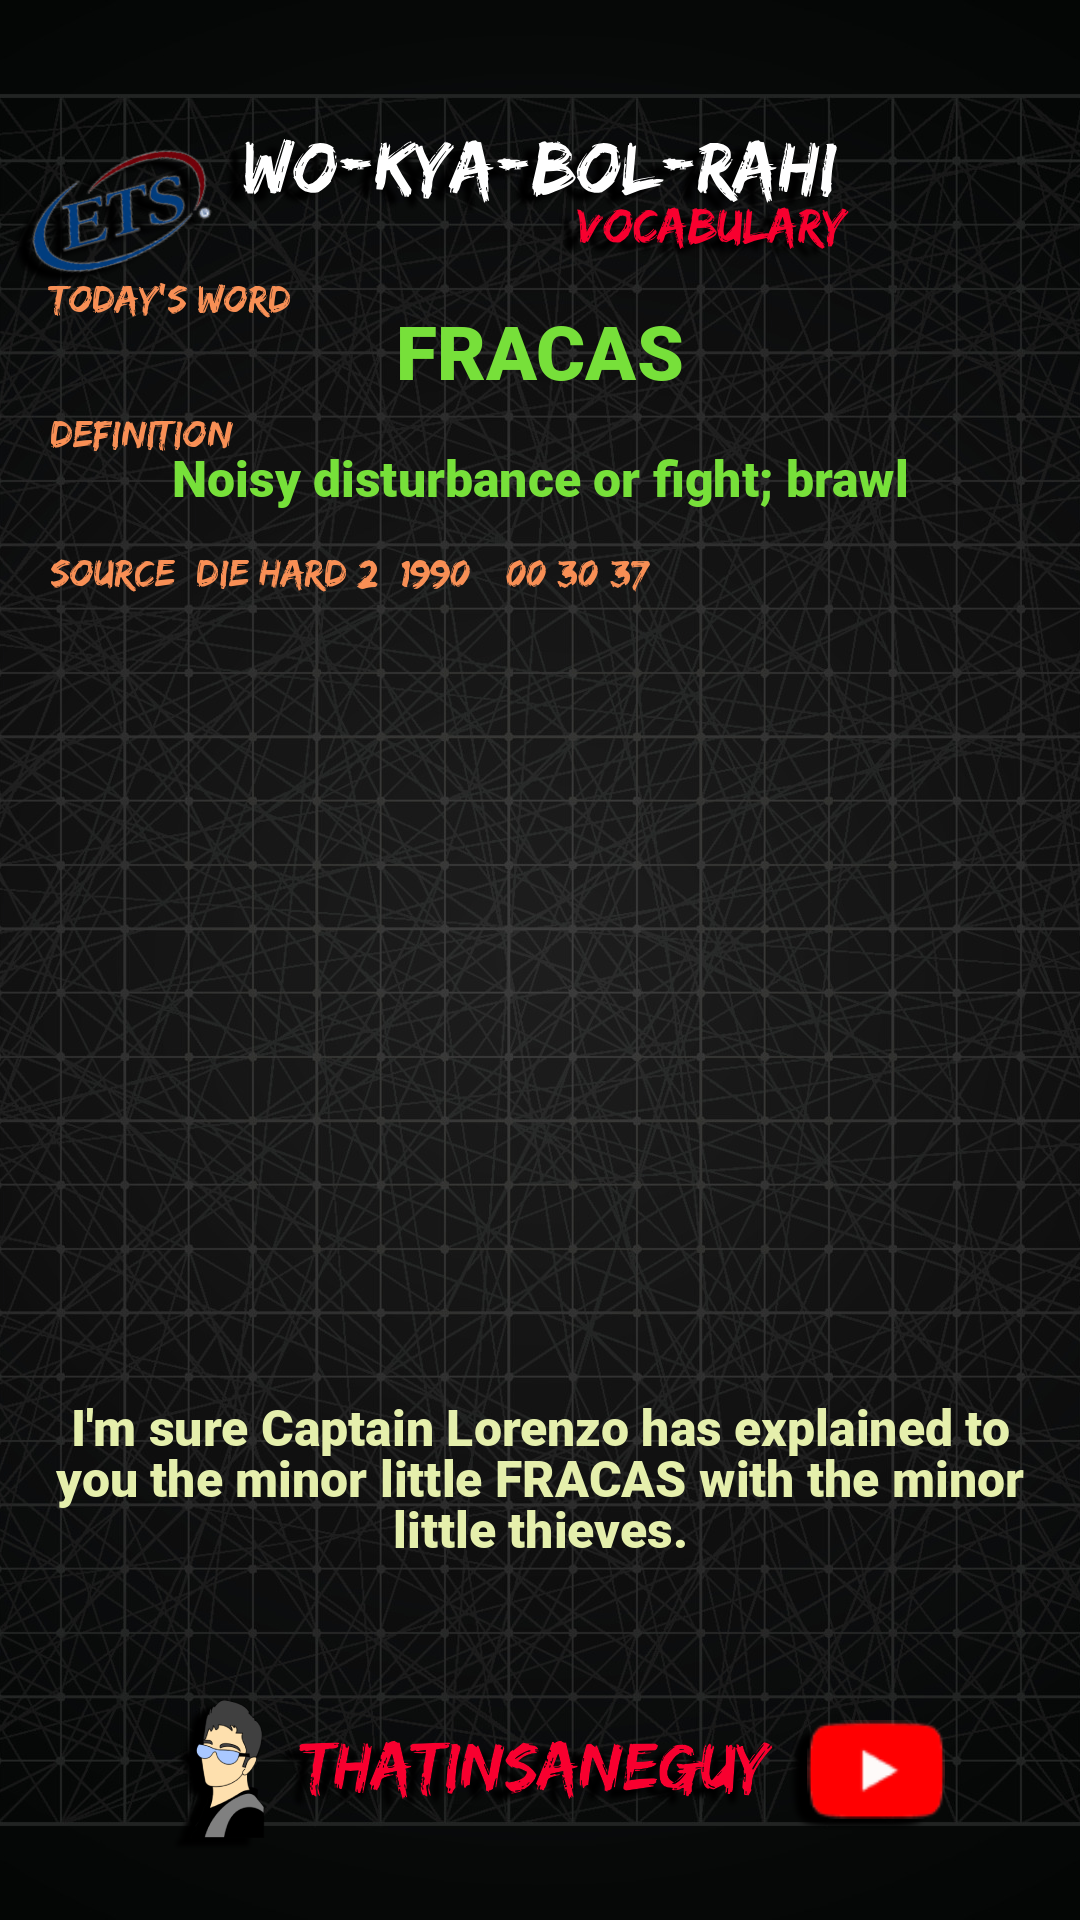 ETS
WO-KYA-BOL-RAHI
VOCABULARY
TODAY'S WORD
FRACAS
DEFINITION
Noisy disturbance or fight; brawl
SOURCE DIE HARD 2 1990 00 30 37
I'm sure Captain Lorenzo has explained to
you the minor little FRACAS with the minor
little thieves.
THATINSANEGUY